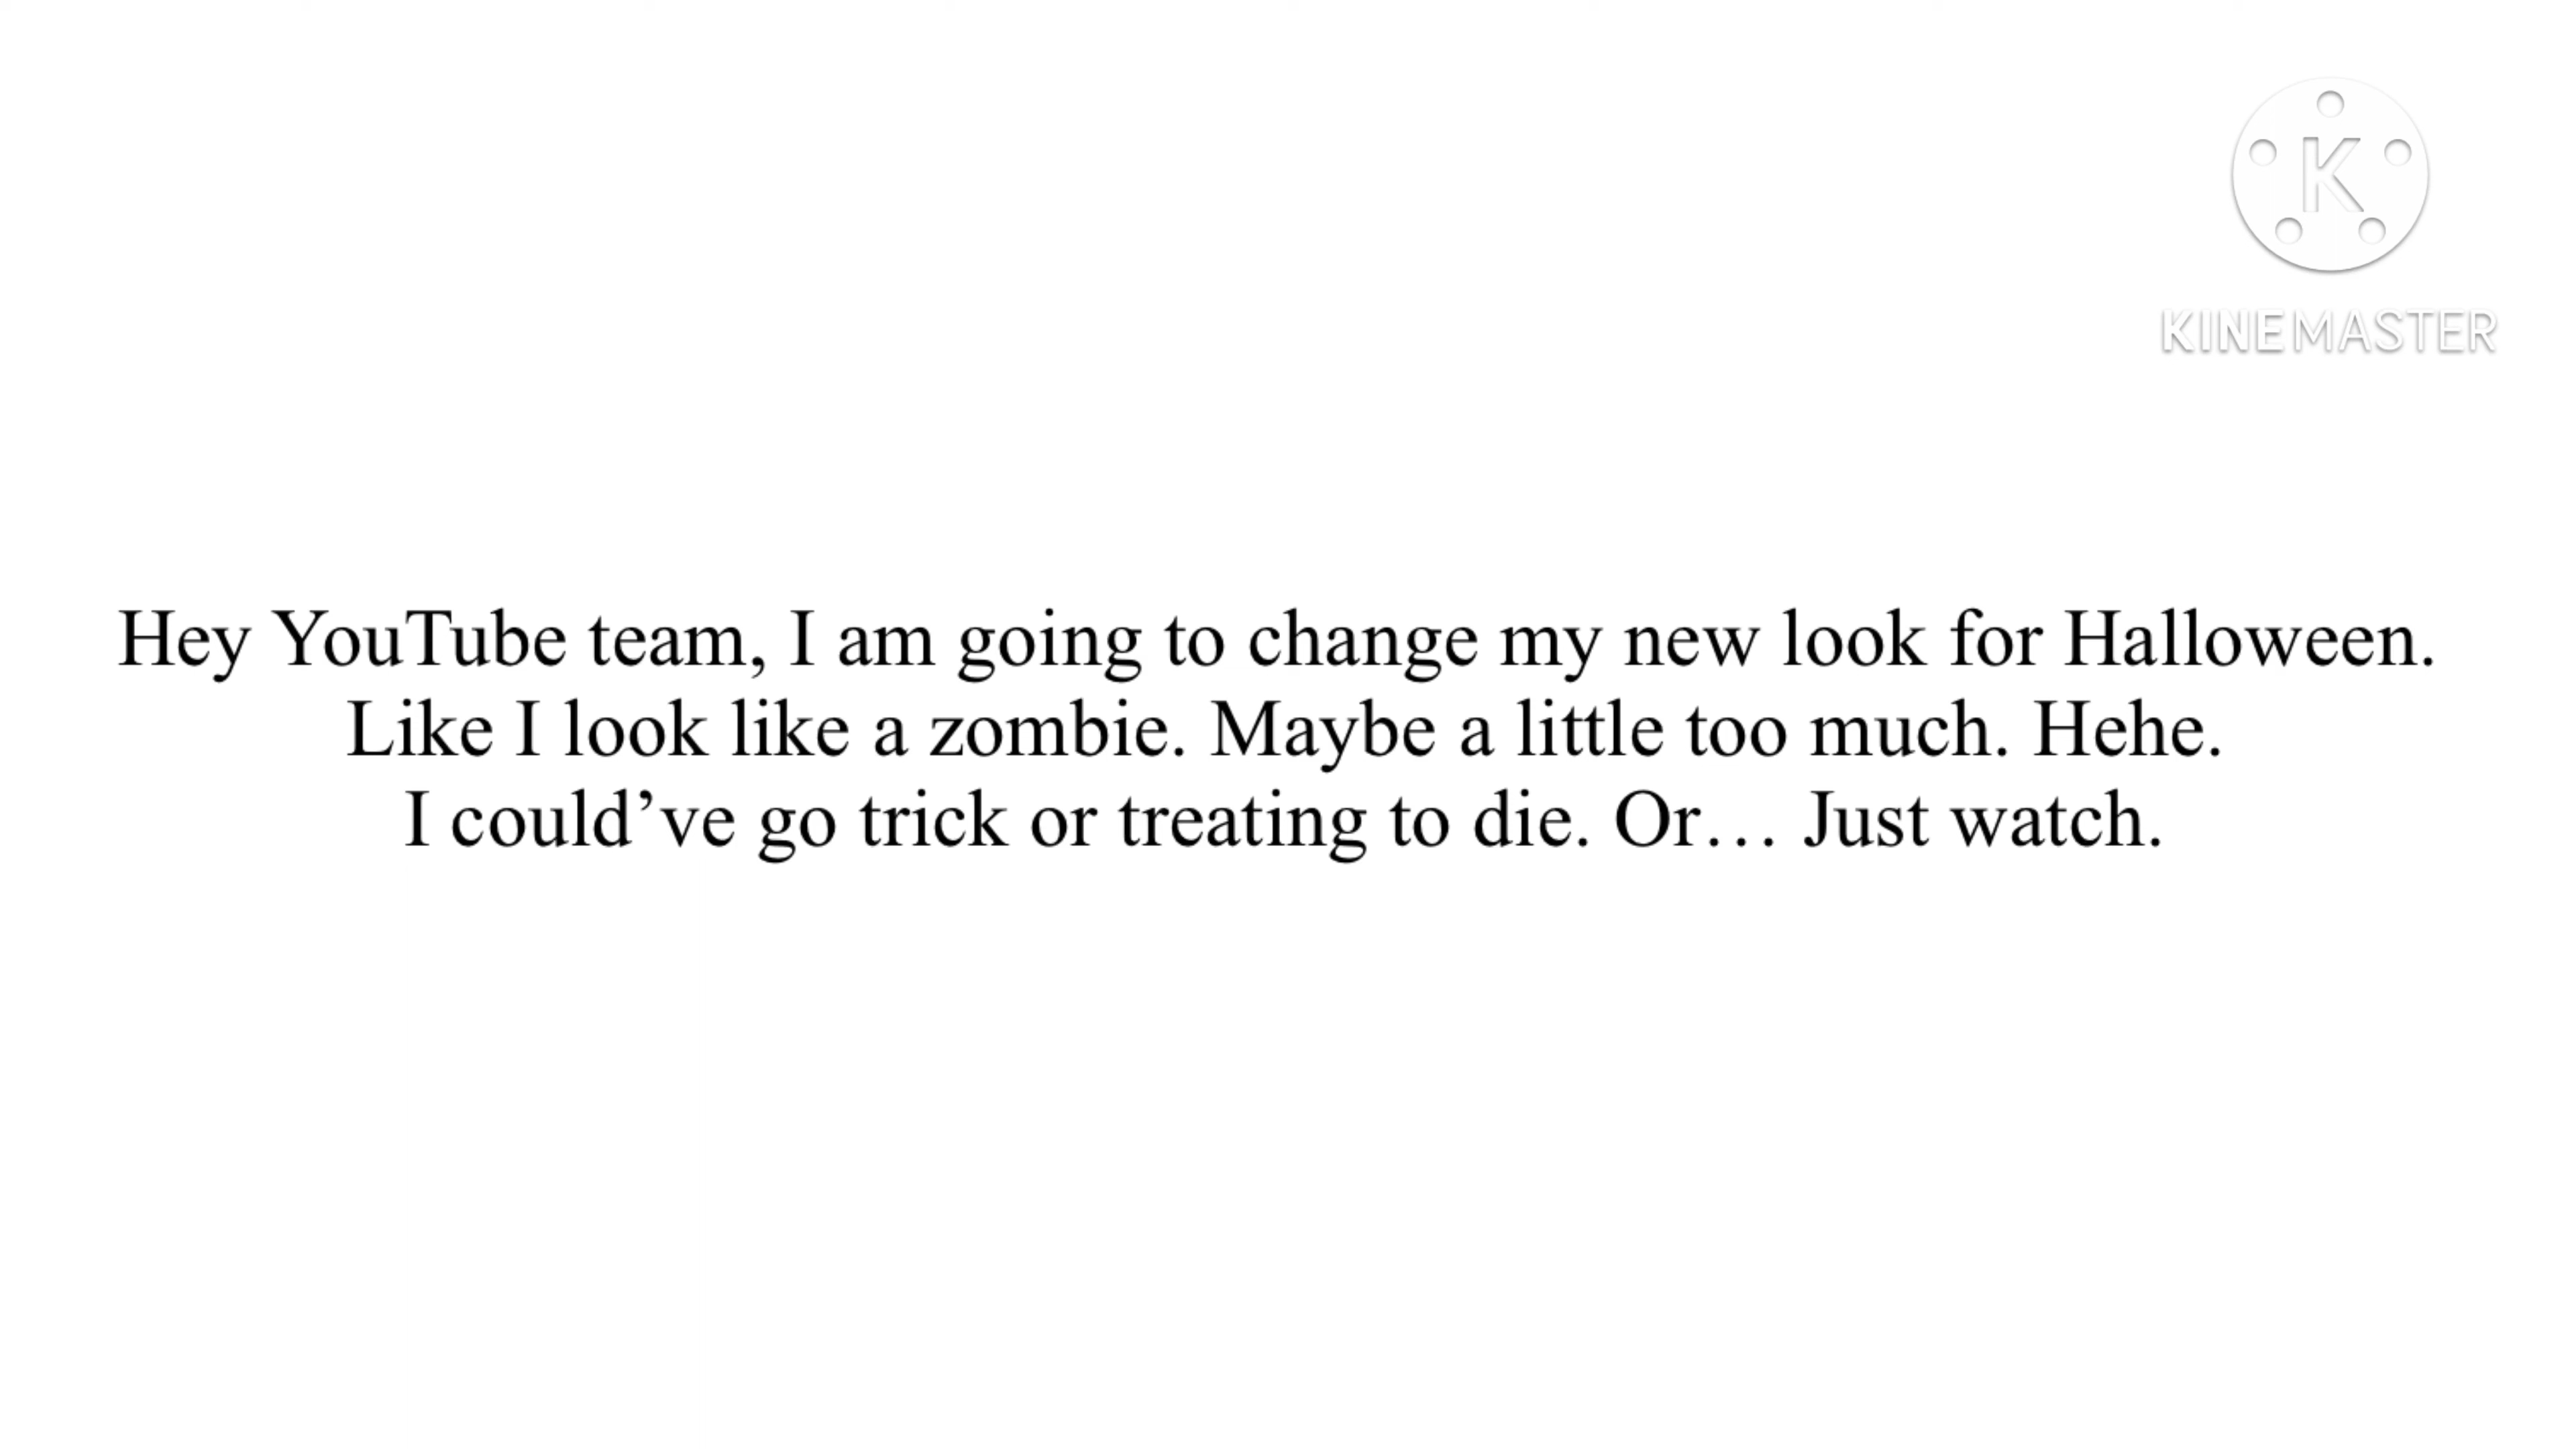 K
KINEMASTER
Hey YouTube team, I am going to change my new look for Halloween.
Like I look like a zombie. Maybe a little too much. Hehe.
I could’ve go trick or treating to die. Or… Just watch.